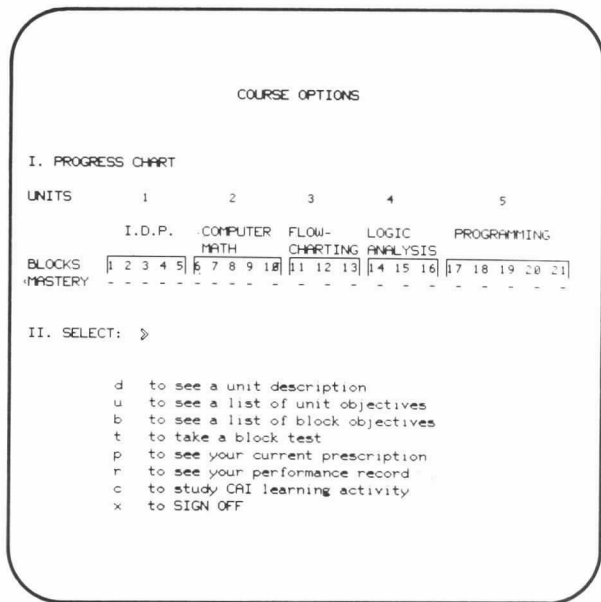 COURSE OPTIONS
I. PROGRESS CHART
UNITS 1 2 3 4 5
I.D.P. COMPUTER FLOW- LOGIC PROGRAMMING
MATH CHARTING ANALYSIS
BLOCKS 1 2 3 4 5 6 7 8 9 10 11 12 13 14 15 16 17 18 19 20 21
MASTERY - - - - - - - - - - - - - - - - - - - - -
II. SELECT: >
d to see a unit description
u to see a list of unit objectives
b to see a list of block objectives
t to take a block test
p to see your current prescription
r to see your performance record
c to study CAI learning activity
x to SIGN OFF